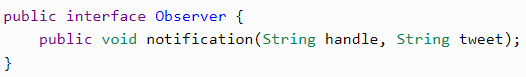 public interface Observer {
    public void notification(String handle, String tweet);
}